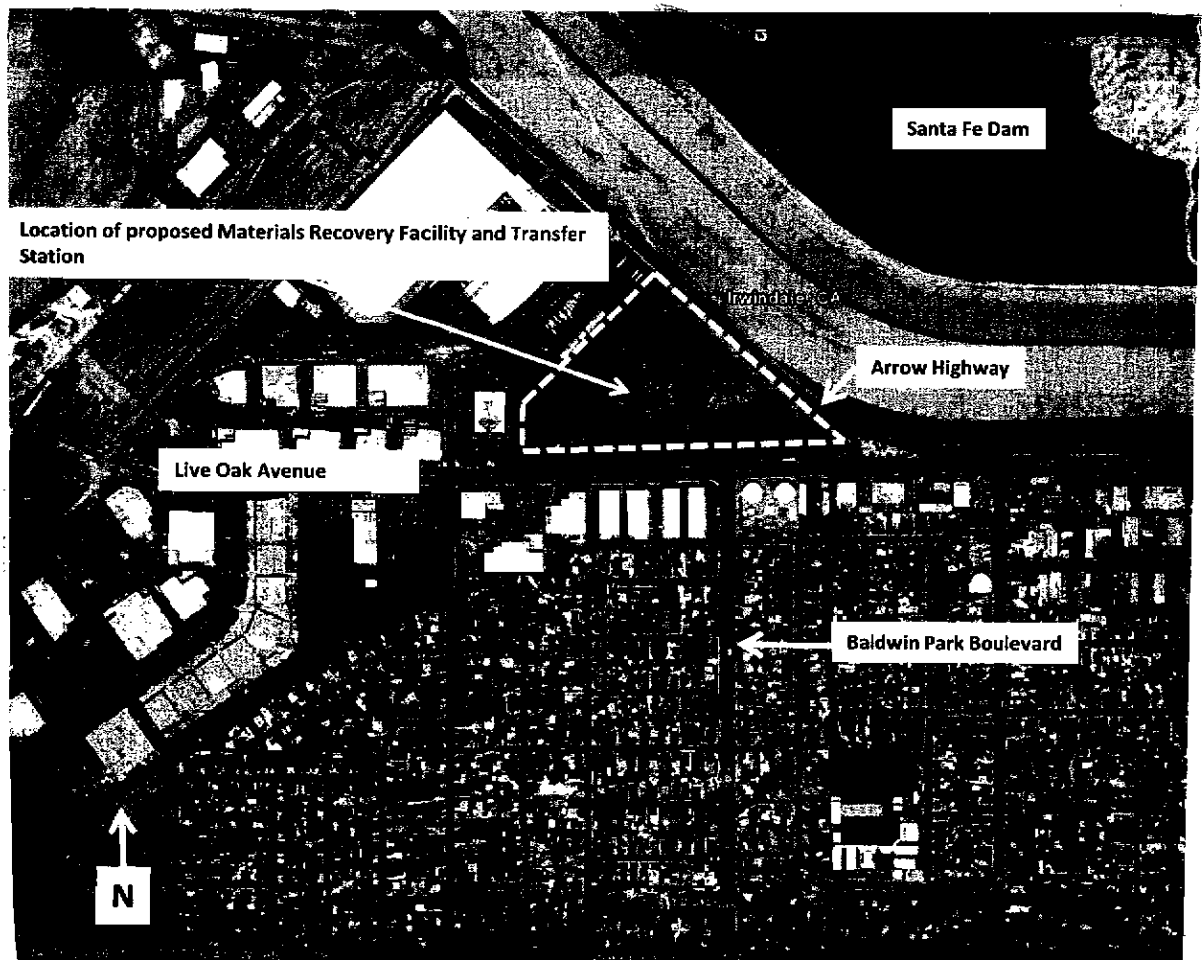 Santa Fe Dam
Location of proposed Materials Recovery Facility and Transfer
Station
Irwindale, CA
Arrow Highway
Live Oak Avenue
Baldwin Park Boulevard
N